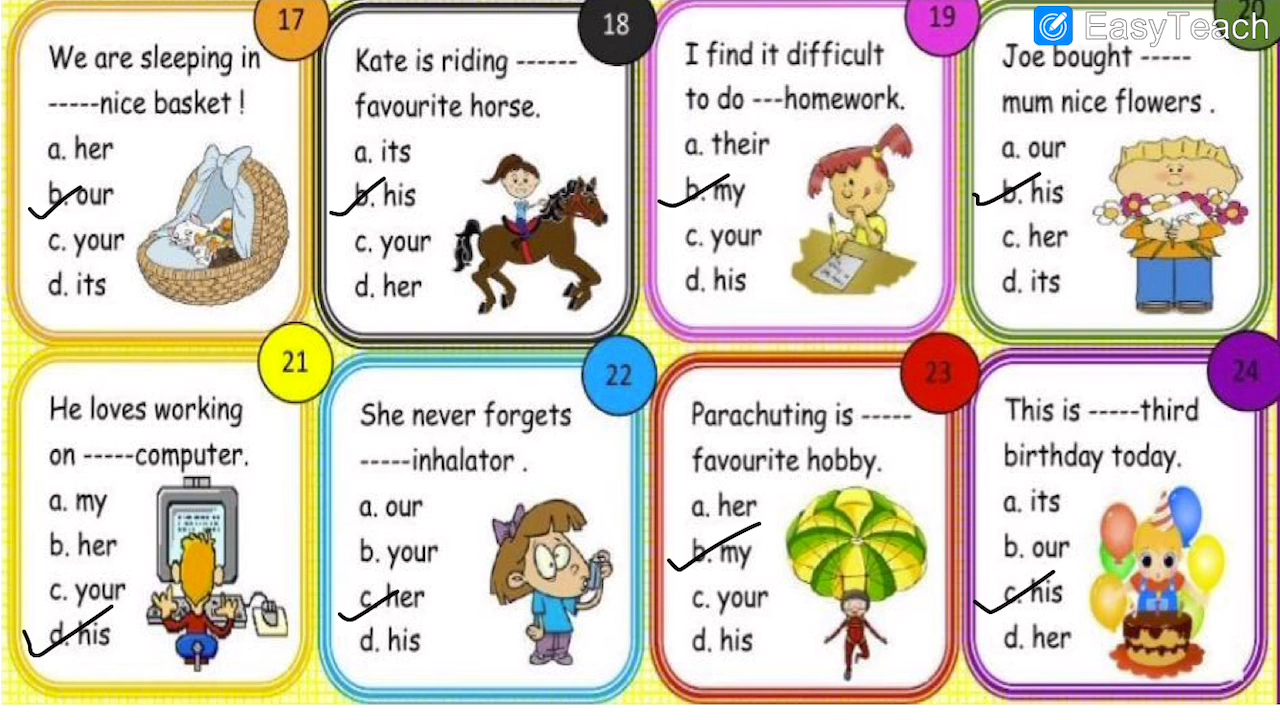 EasyTeach
17
We are sleeping in
-----nice basket !
a. her
b. our
c. your
d. its
18
Kate is riding ------
favourite horse.
a. its
b. his
c. your
d. her
19
I find it difficult
to do ---homework.
a. their
b. my
c. your
d. his
20
Joe bought -----
mum nice flowers .
a. our
b. his
c. her
d. its
21
He loves working
on -----computer.
a. my
b. her
c. your
d. his
22
She never forgets
-----inhalator .
a. our
b. your
c. her
d. his
23
Parachuting is -----
favourite hobby.
a. her
b. my
c. your
d. his
24
This is -----third
birthday today.
a. its
b. our
c. his
d. her